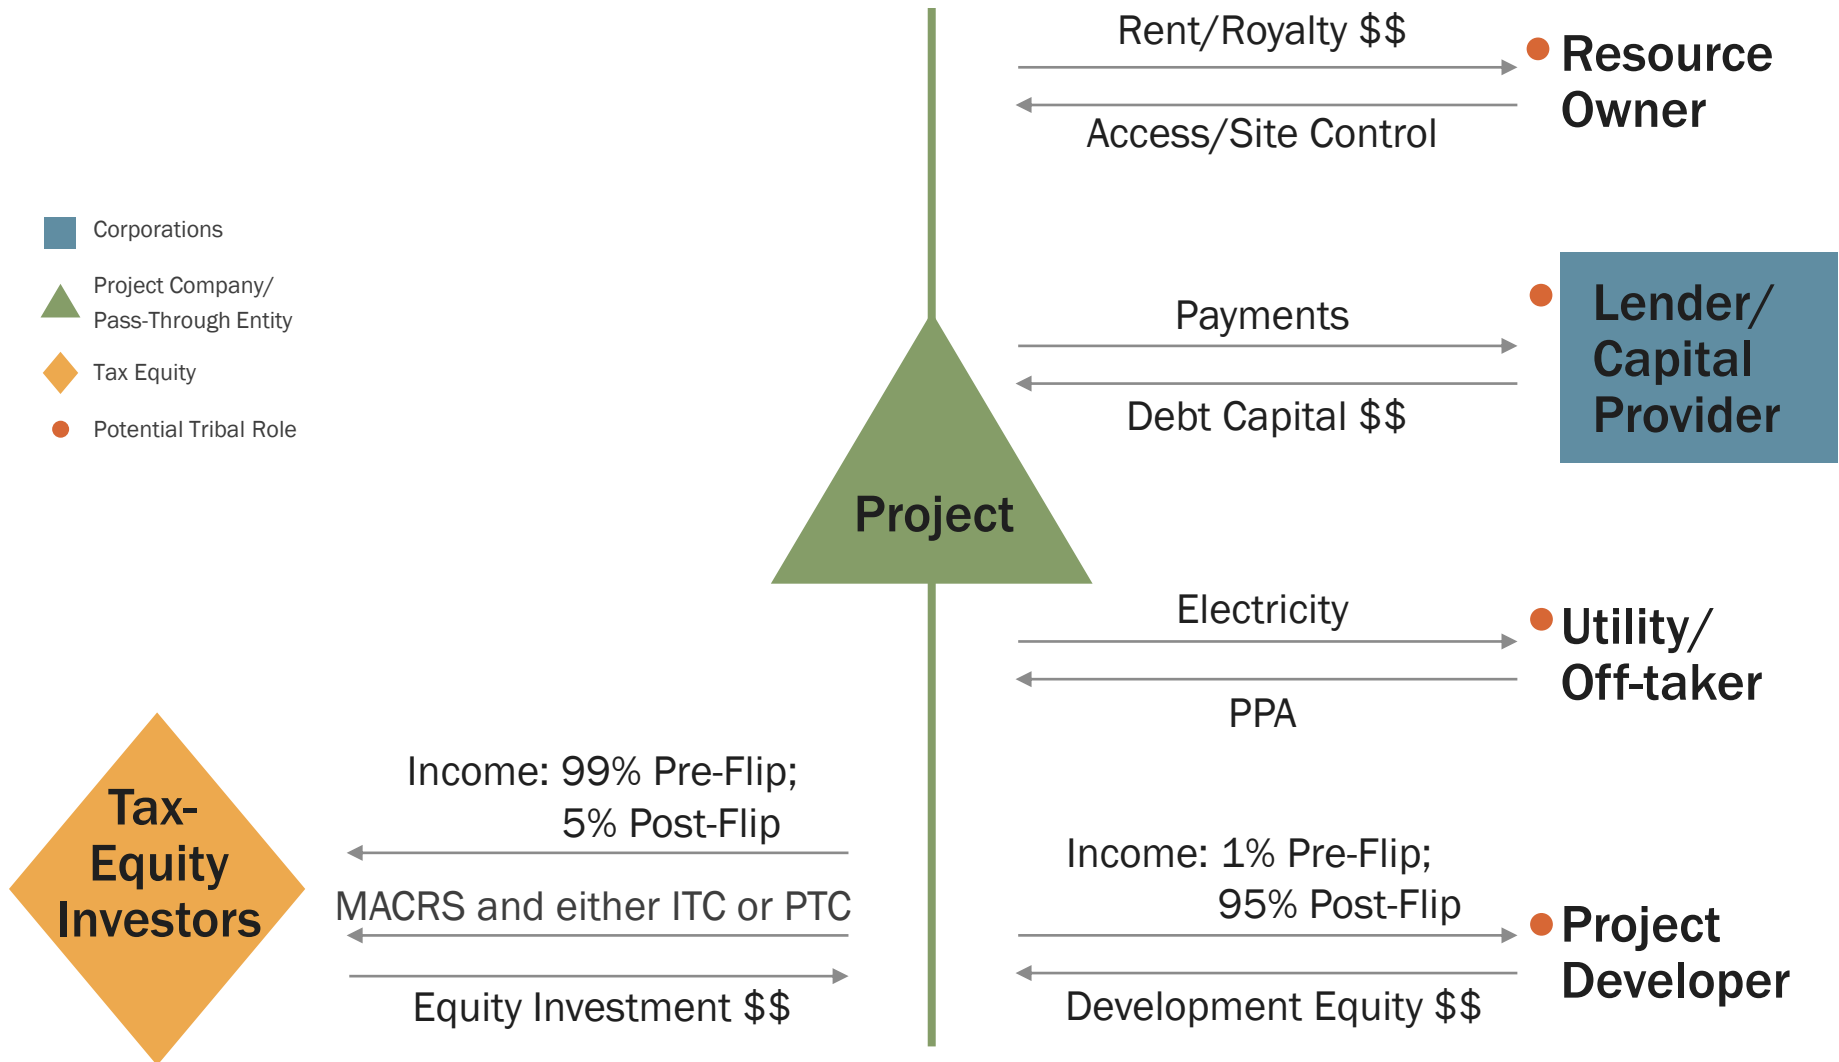 Rent/Royalty $$
Access/Site Control
Resource
Owner
Corporations
Project Company/
Pass-Through Entity
Tax Equity
Potential Tribal Role
Payments
Debt Capital $$
Lender/
Capital
Provider
Project
Electricity
PPA
Utility/
Off-taker
Tax-
Equity
Investors
Income: 99% Pre-Flip;
5% Post-Flip
MACRS and either ITC or PTC
Equity Investment $$
Income: 1% Pre-Flip;
95% Post-Flip
Development Equity $$
Project
Developer